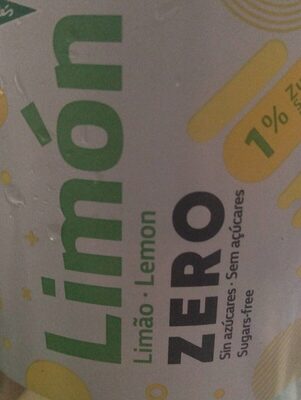 Limón
Limão · Lemon
ZERO
Sin azúcares · Sem açúcares
Sugars-free
1%